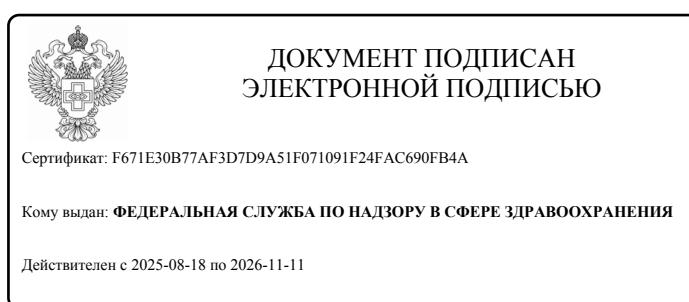 ДОКУМЕНТ ПОДПИСАН
ЭЛЕКТРОННОЙ ПОДПИСЬЮ
Сертификат: F671E30B77AF3D7D9A51F071091F24FAC690FB4A
Кому выдан: ФЕДЕРАЛЬНАЯ СЛУЖБА ПО НАДЗОРУ В СФЕРЕ ЗДРАВООХРАНЕНИЯ
Действителен с 2025-08-18 по 2026-11-11